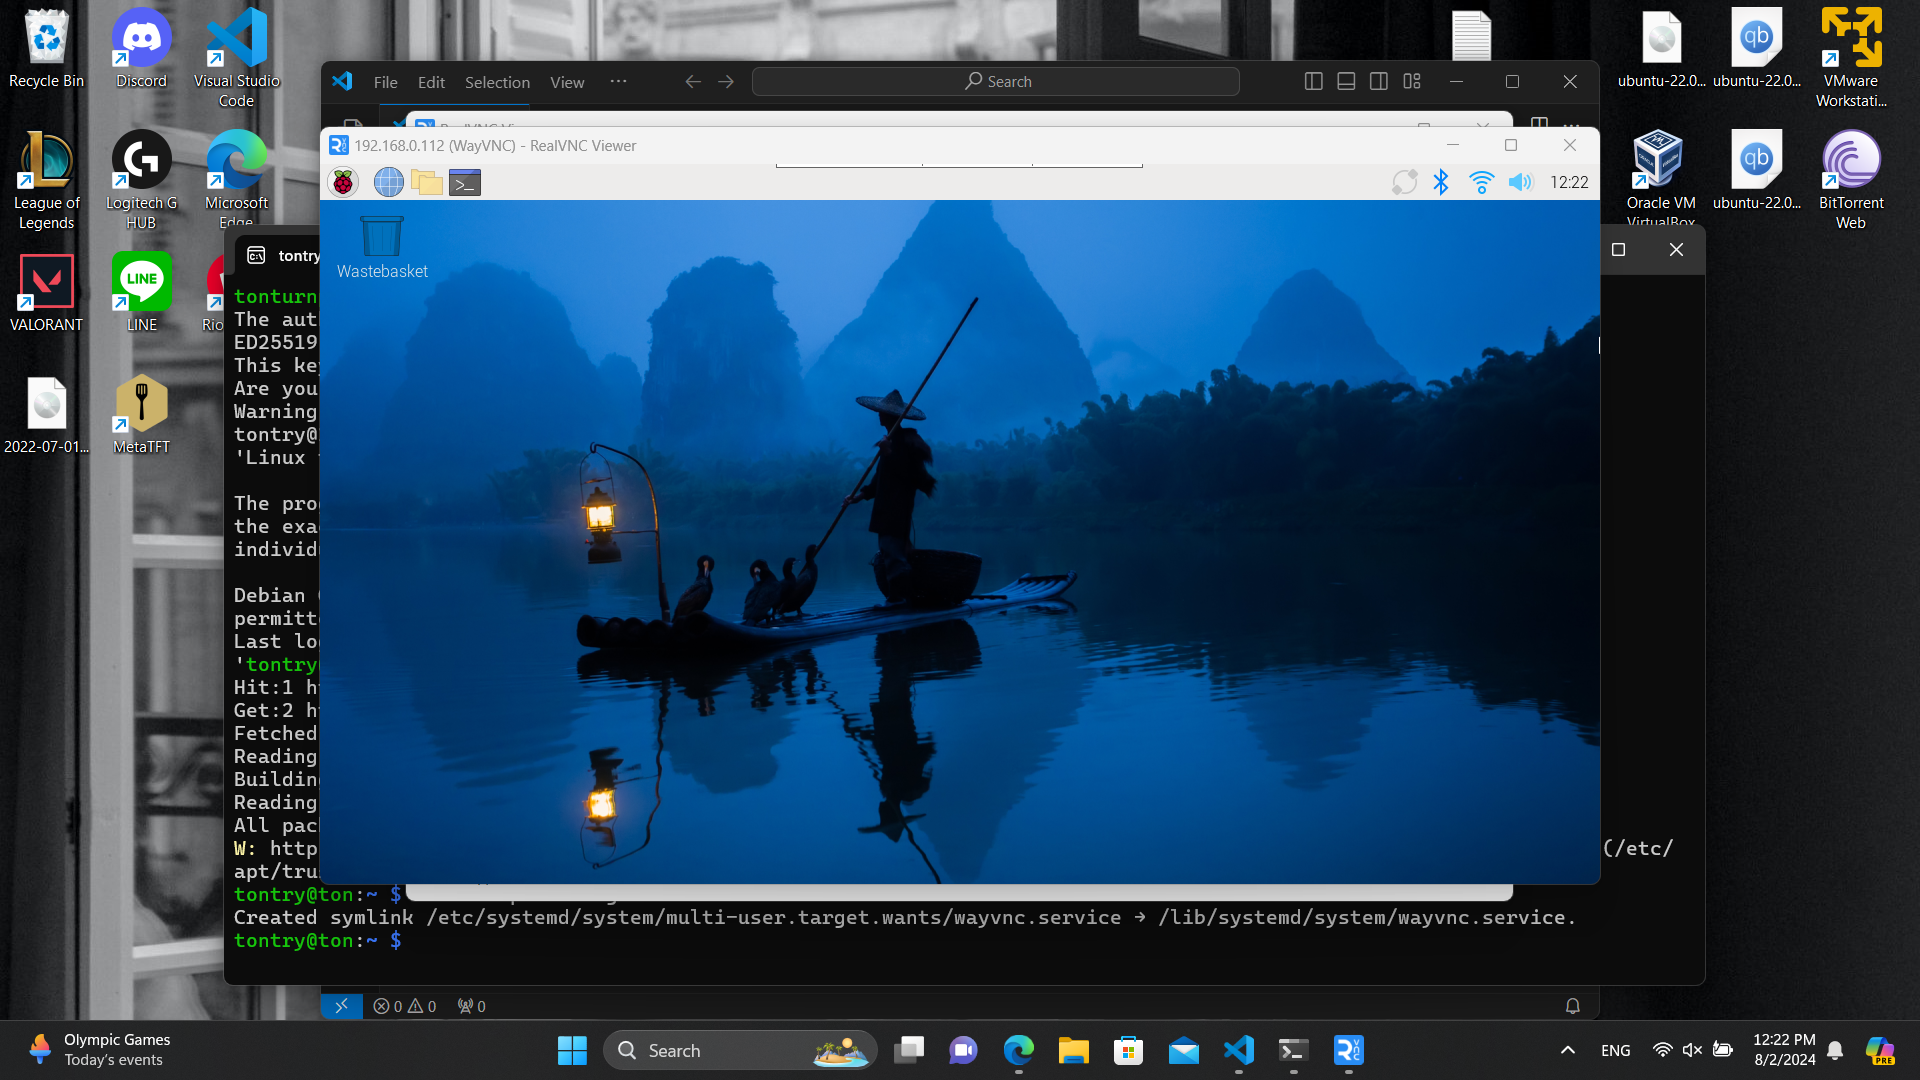 Recycle Bin
Discord
Visual Studio
Code
League of
Legends
Logitech G
HUB
Microsoft
Edge
VALORANT
LINE
2022-07-01...
MetaTFT
ubuntu-22.0...
ubuntu-22.0...
VMware
Workstati...
Oracle VM
VirtualBox
ubuntu-22.0...
BitTorrent
Web
File Edit Selection View ···
Search
192.168.0.112 (WayVNC) - RealVNC Viewer
12:22
Wastebasket
tontry
tonturn
The aut
ED25519
This ke
Are you
Warning
tontry@
'Linux
The pro
the exa
individ
Debian
permitt
Last lo
'tontry
Hit:1
Get:2
Fetched
Reading
Building
Reading
All pac
W: http (/etc/
apt/tru
tontry@ton:~ $
Created symlink /etc/systemd/system/multi-user.target.wants/wayvnc.service → /lib/systemd/system/wayvnc.service.
tontry@ton:~ $
0 0 0
Olympic Games
Today's events
Search
ENG
12:22 PM
8/2/2024
PRE